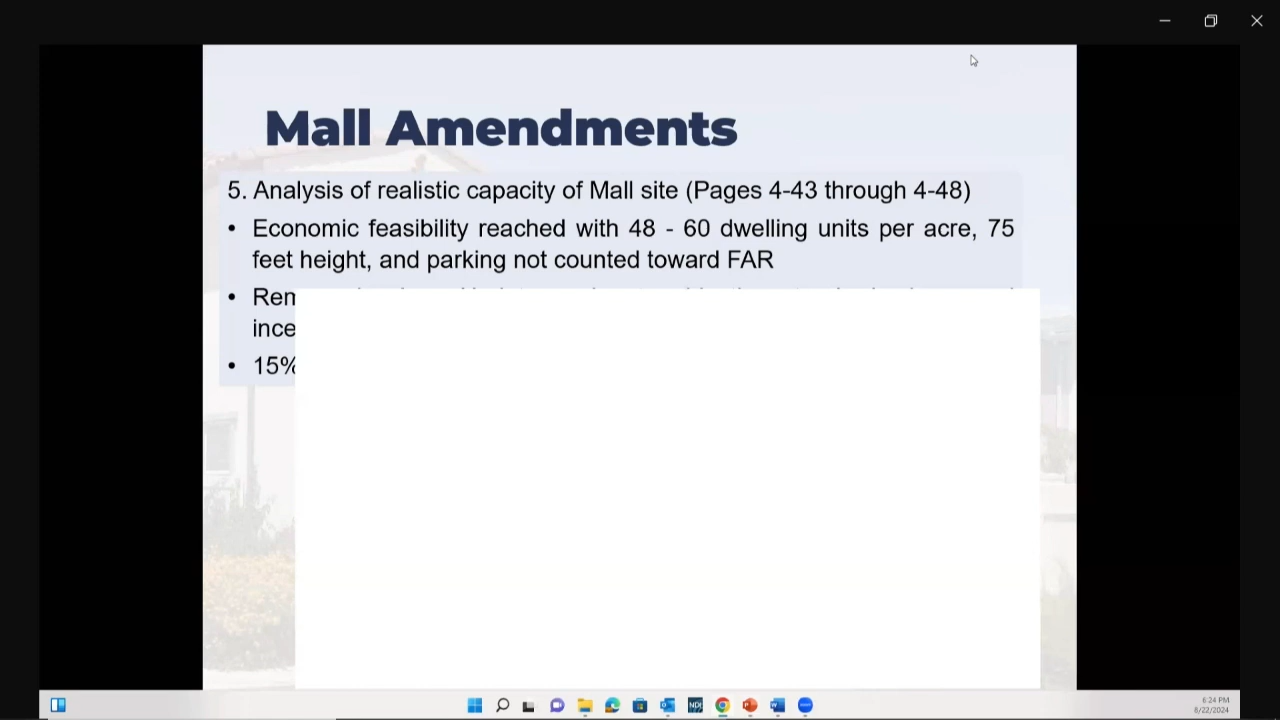 Mall Amendments
5. Analysis of realistic capacity of Mall site (Pages 4-43 through 4-48)
• Economic feasibility reached with 48 - 60 dwelling units per acre, 75
feet height, and parking not counted toward FAR
•
• 15%
6:24 PM
8/22/2024